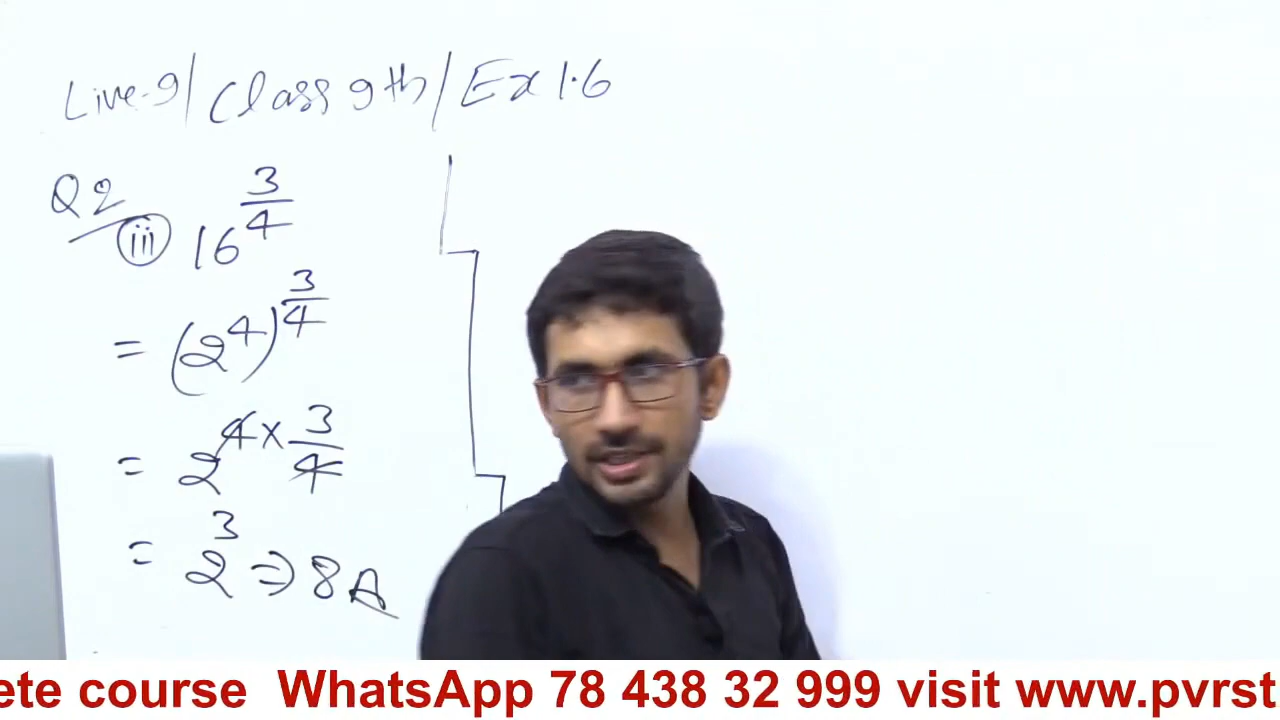 Live-9/Class 9th/Ex 1.6
Q2
(iii) 16^(3/4)
= (2^4)^(3/4)
= 2^(4×3/4)
= 2^3 ⇒ 8 A
ete course WhatsApp 78 438 32 999 visit www.pvrst